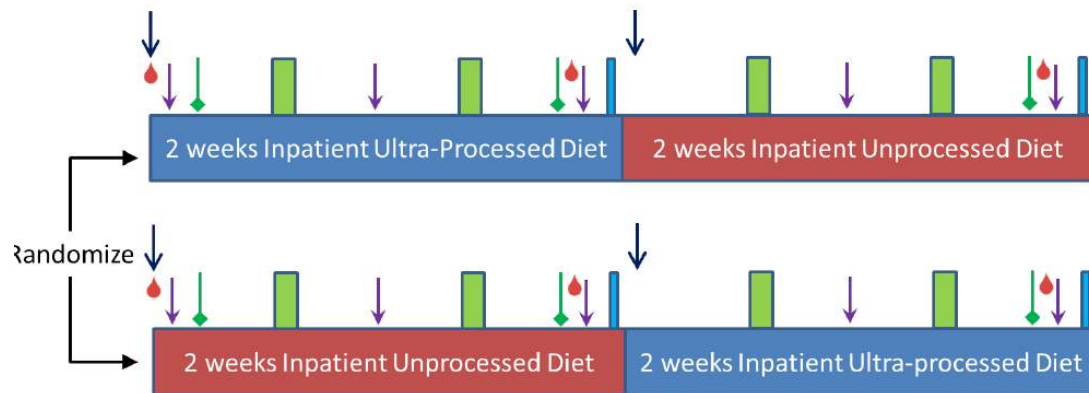 2 weeks Inpatient Ultra-Processed Diet
2 weeks Inpatient Unprocessed Diet
Randomize
2 weeks Inpatient Unprocessed Diet
2 weeks Inpatient Ultra-processed Diet